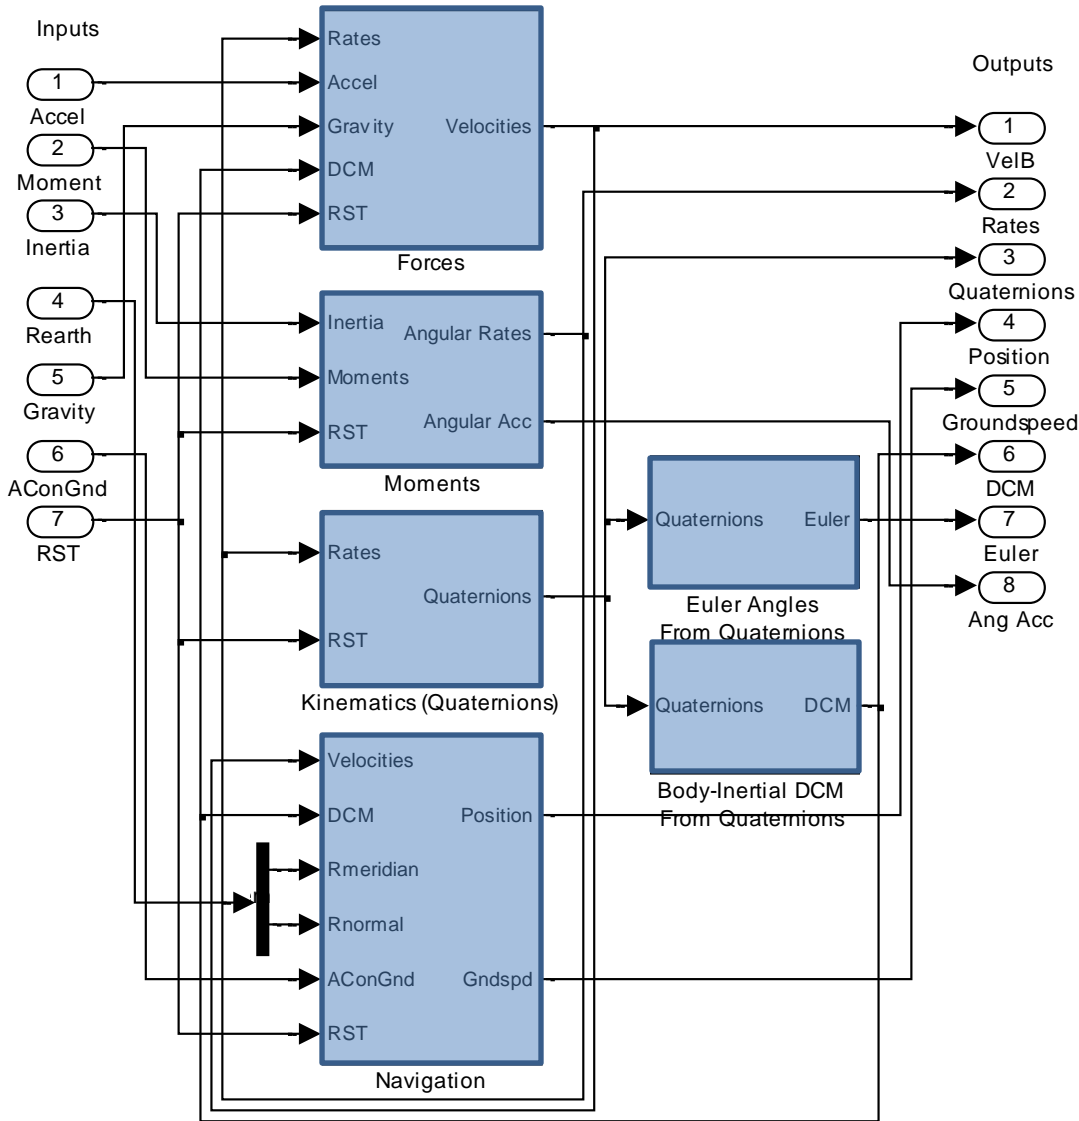 Inputs
1
Accel
2
Moment
3
Inertia
4
Rearth
5
Gravity
6
AConGnd
7
RST
Rates
Accel
Gravity
DCM
RST
Velocities
Forces
Inertia
Moments
RST
Angular Rates
Angular Acc
Moments
Rates
RST
Quaternions
Kinematics (Quaternions)
Velocities
DCM
Rmeridian
Rnormal
AConGnd
RST
Position
Gndspd
Navigation
Quaternions
Euler
Euler Angles
From Quaternions
Quaternions
DCM
Body-Inertial DCM
From Quaternions
Outputs
1
VelB
2
Rates
3
Quaternions
4
Position
5
Groundspeed
6
DCM
7
Euler
8
Ang Acc